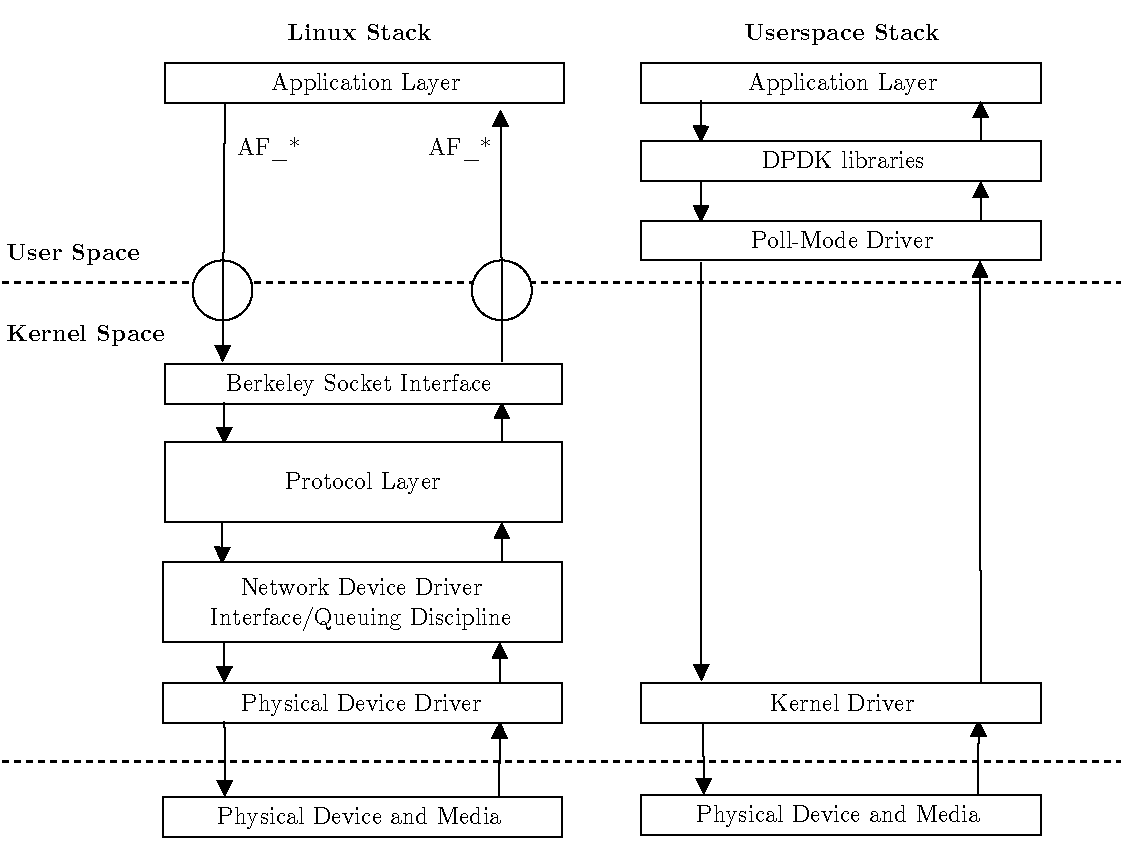 Linux Stack
Userspace Stack
Application Layer
Application Layer
AF_*
AF_*
DPDK libraries
Poll-Mode Driver
User Space
Kernel Space
Berkeley Socket Interface
Protocol Layer
Network Device Driver
Interface/Queuing Discipline
Physical Device Driver
Kernel Driver
Physical Device and Media
Physical Device and Media